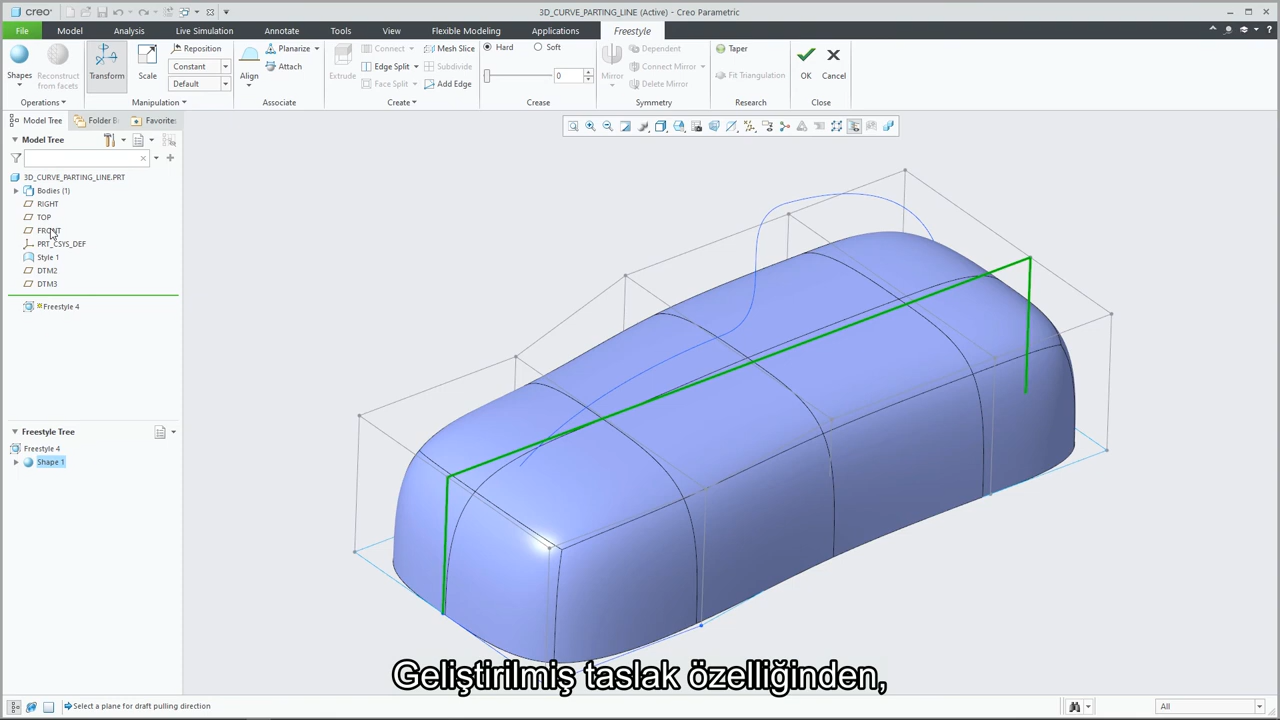 creo
3D_CURVE_PARTING_LINE (Active) - Creo Parametric
File Model Analysis Live Simulation Annotate Tools View Flexible Modeling Applications Freestyle
Shapes
Reconstruct from facets
Operations
Transform
Scale
Reposition
Constant
Default
Manipulation
Align
Planarize
Attach
Associate
Extrude
Connect
Edge Split
Face Split
Mesh Slice
Subdivide
Add Edge
Create
Hard
Soft
0
Crease
Mirror
Dependent
Connect Mirror
Delete Mirror
Symmetry
Taper
Fit Triangulation
Research
OK
Cancel
Close
Model Tree
Folder B
Favorite:
Model Tree
3D_CURVE_PARTING_LINE.PRT
Bodies (1)
RIGHT
TOP
FRONT
PRT_CSYS_DEF
Style 1
DTM2
DTM3
Freestyle 4
Freestyle Tree
Freestyle 4
Shape 1
Geliştirilmiş taslak özelliğinden,
Select a plane for draft pulling direction
All